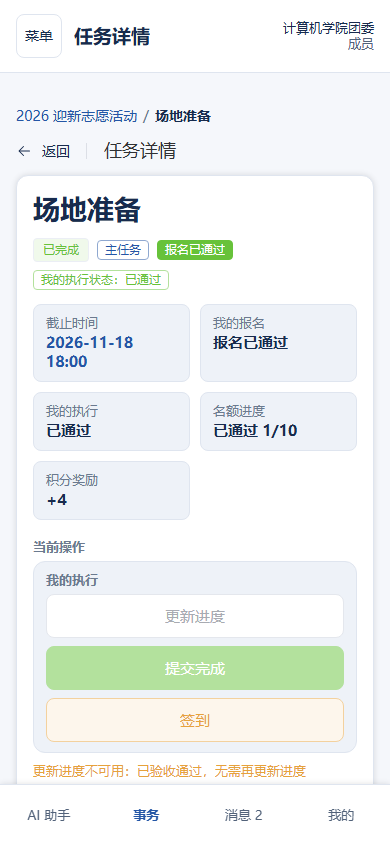 菜单
任务详情
计算机学院团委
成员
2026 迎新志愿活动 / 场地准备
← 返回 任务详情
场地准备
已完成 主任务 报名已通过
我的执行状态：已通过
截止时间
2026-11-18
18:00
我的报名
报名已通过
我的执行
已通过
名额进度
已通过 1/10
积分奖励
+4
当前操作
我的执行
更新进度
提交完成
签到
更新进度不可用：已验收通过，无需再更新进度
AI 助手 事务 消息 2 我的